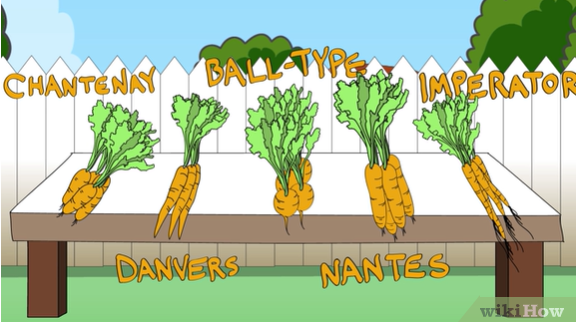 CHANTENAY
BALL-TYPE
IMPERATOR
DANVERS
NANTES
wikiHow